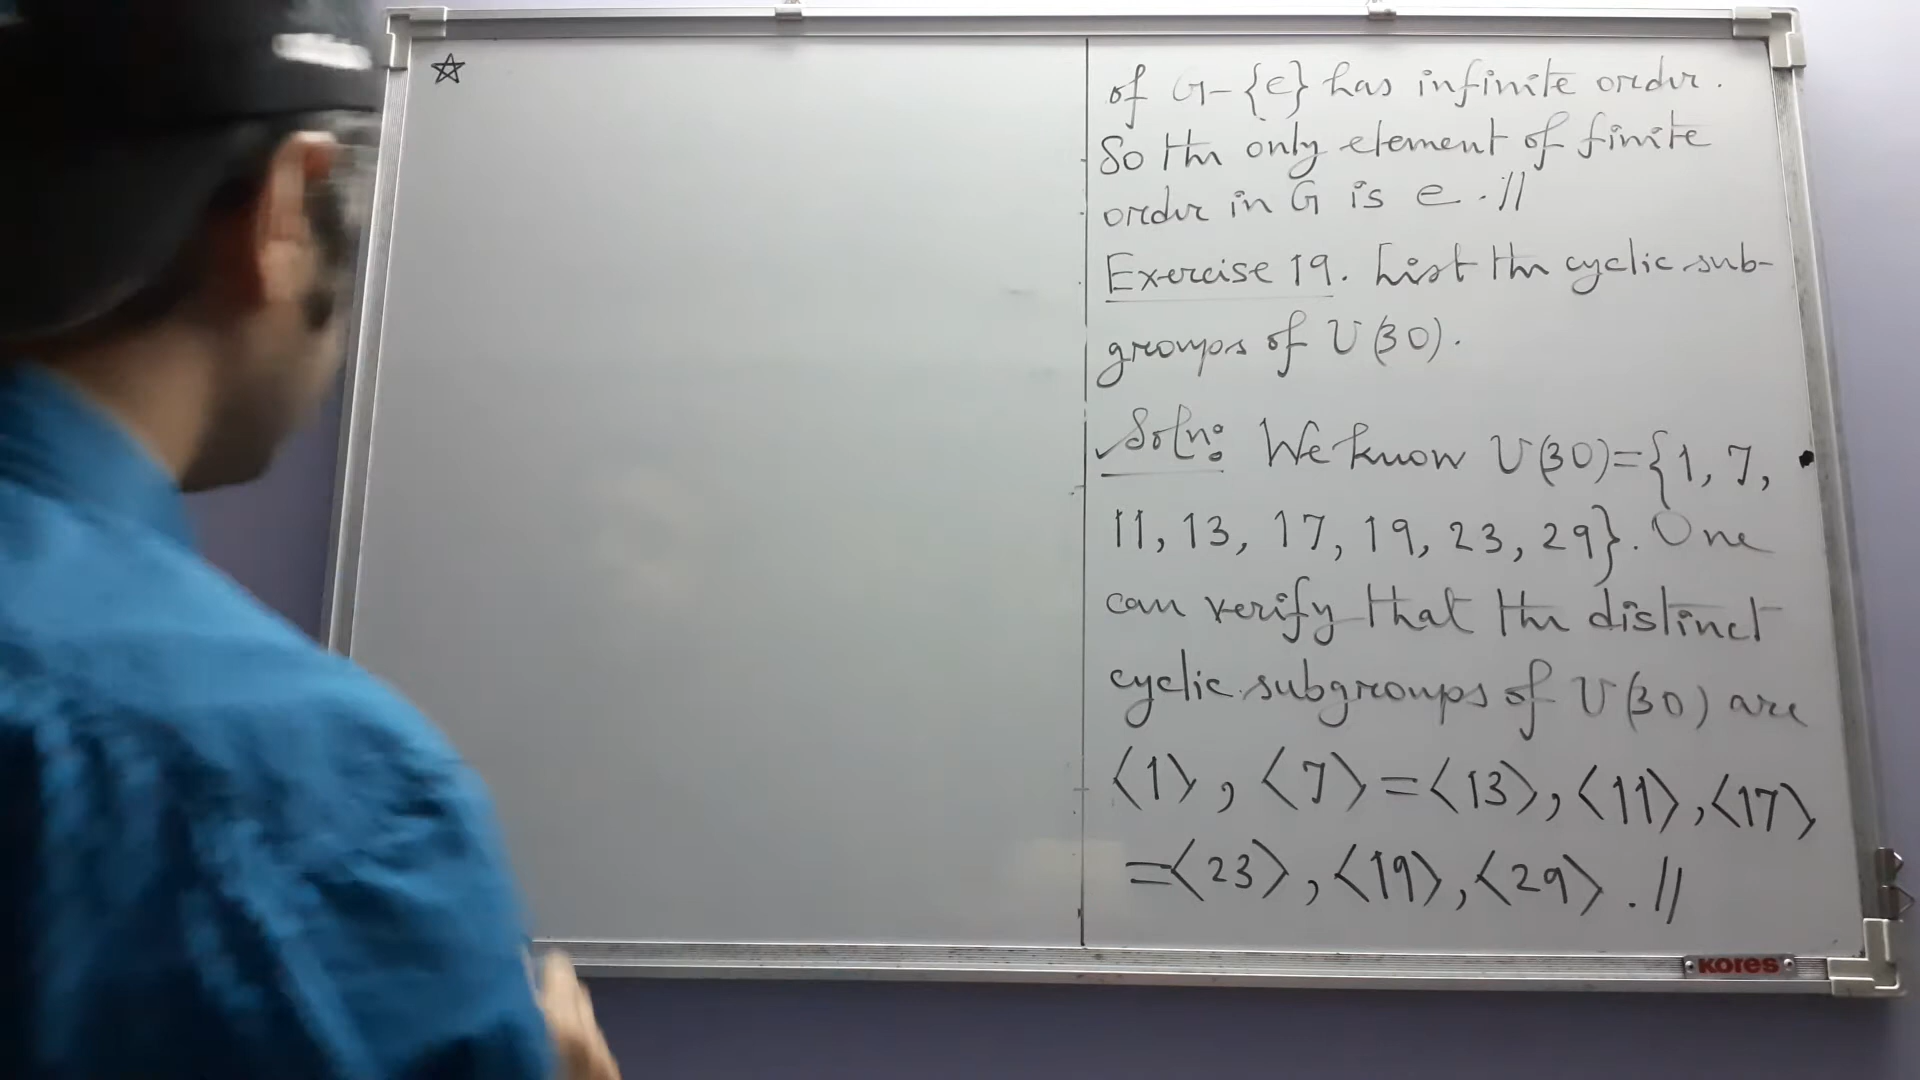 ☆
of G-{e} has infinite order.
So the only element of finite
order in G is e. //
Exercise 19. List the cyclic sub-
groups of U(30).
Soln: We know U(30)={1, 7,
11, 13, 17, 19, 23, 29}. One
can verify that the distinct
cyclic subgroups of U(30) are
⟨1⟩, ⟨7⟩=⟨13⟩, ⟨11⟩, ⟨17⟩
=⟨23⟩, ⟨19⟩, ⟨29⟩. //
KORES